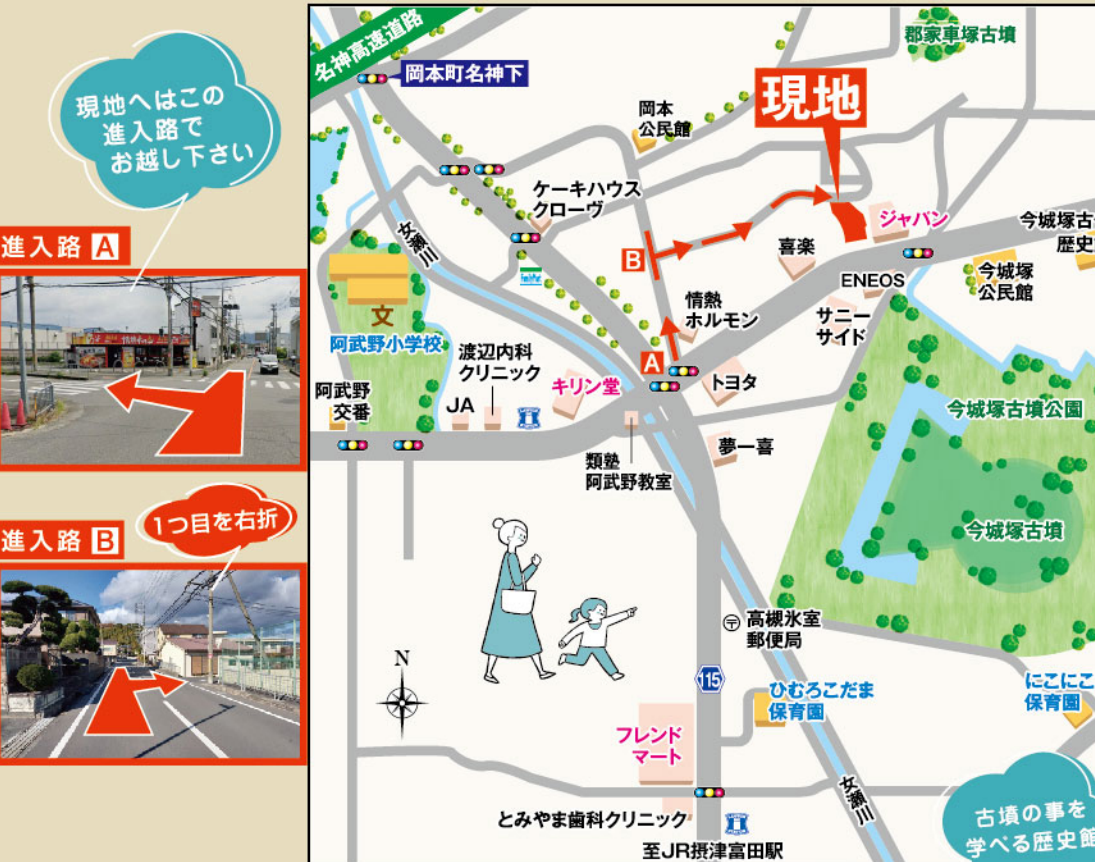 現地へはこの
進入路で
お越し下さい
進入路 A
1つ目を右折
進入路 B
名神高速道路
岡本町名神下
郡家車塚古墳
現地
岡本
公民館
ケーキハウス
クローヴ
女瀬川
B
喜楽
ジャパン
今城塚古
歴史
ENEOS
今城塚
公民館
サニー
サイド
情熱
ホルモン
FamilyMart
文
阿武野小学校
渡辺内科
クリニック
キリン堂
A
トヨタ
阿武野
交番
JA
LAWSON
今城塚古墳公園
夢一喜
類塾
阿武野教室
今城塚古墳
〒 高槻氷室
郵便局
N
115
ひむろこだま
保育園
にこにこ
保育園
フレンド
マート
女瀬川
とみやま歯科クリニック
至JR摂津富田駅
古墳の事を
学べる歴史館